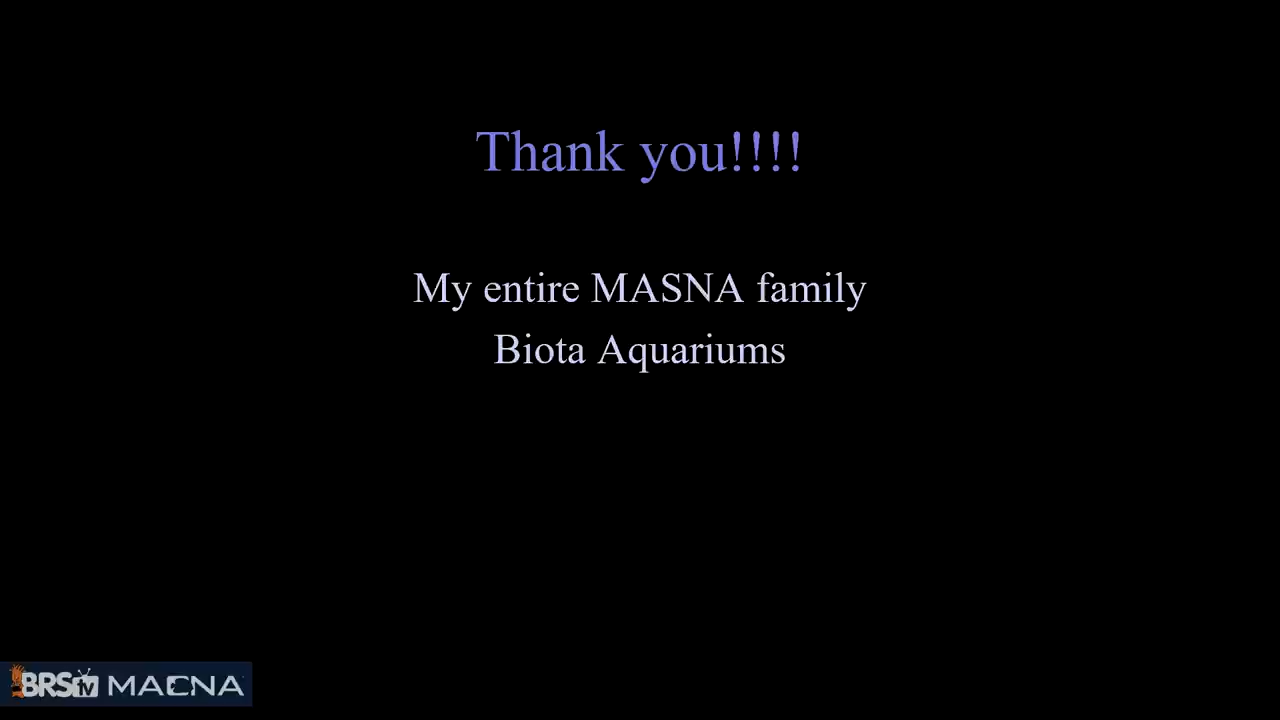 Thank you!!!!
My entire MASNA family
Biota Aquariums
BRStv MACNA